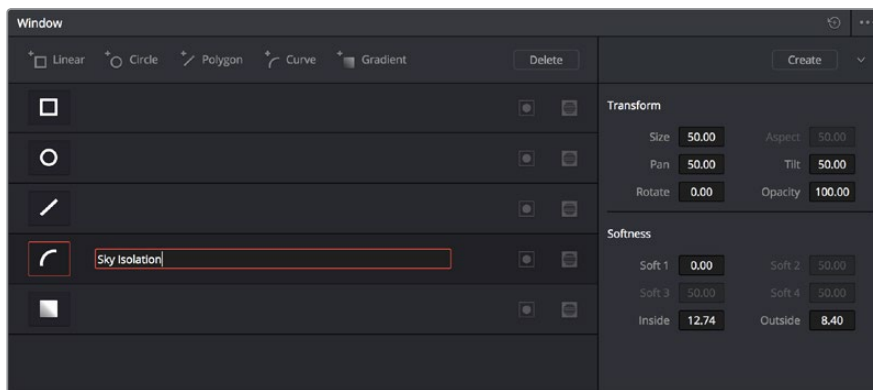 Window
Linear Circle Polygon Curve Gradient Delete Create
Transform
Size 50.00 Aspect 50.00
Pan 50.00 Tilt 50.00
Rotate 0.00 Opacity 100.00
Sky Isolation
Softness
Soft 1 0.00 Soft 2 50.00
Soft 3 50.00 Soft 4 50.00
Inside 12.74 Outside 8.40